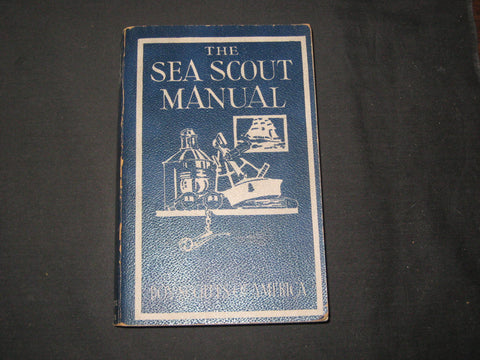 THE
SEA SCOUT
MANUAL
BOY SCOUTS OF AMERICA